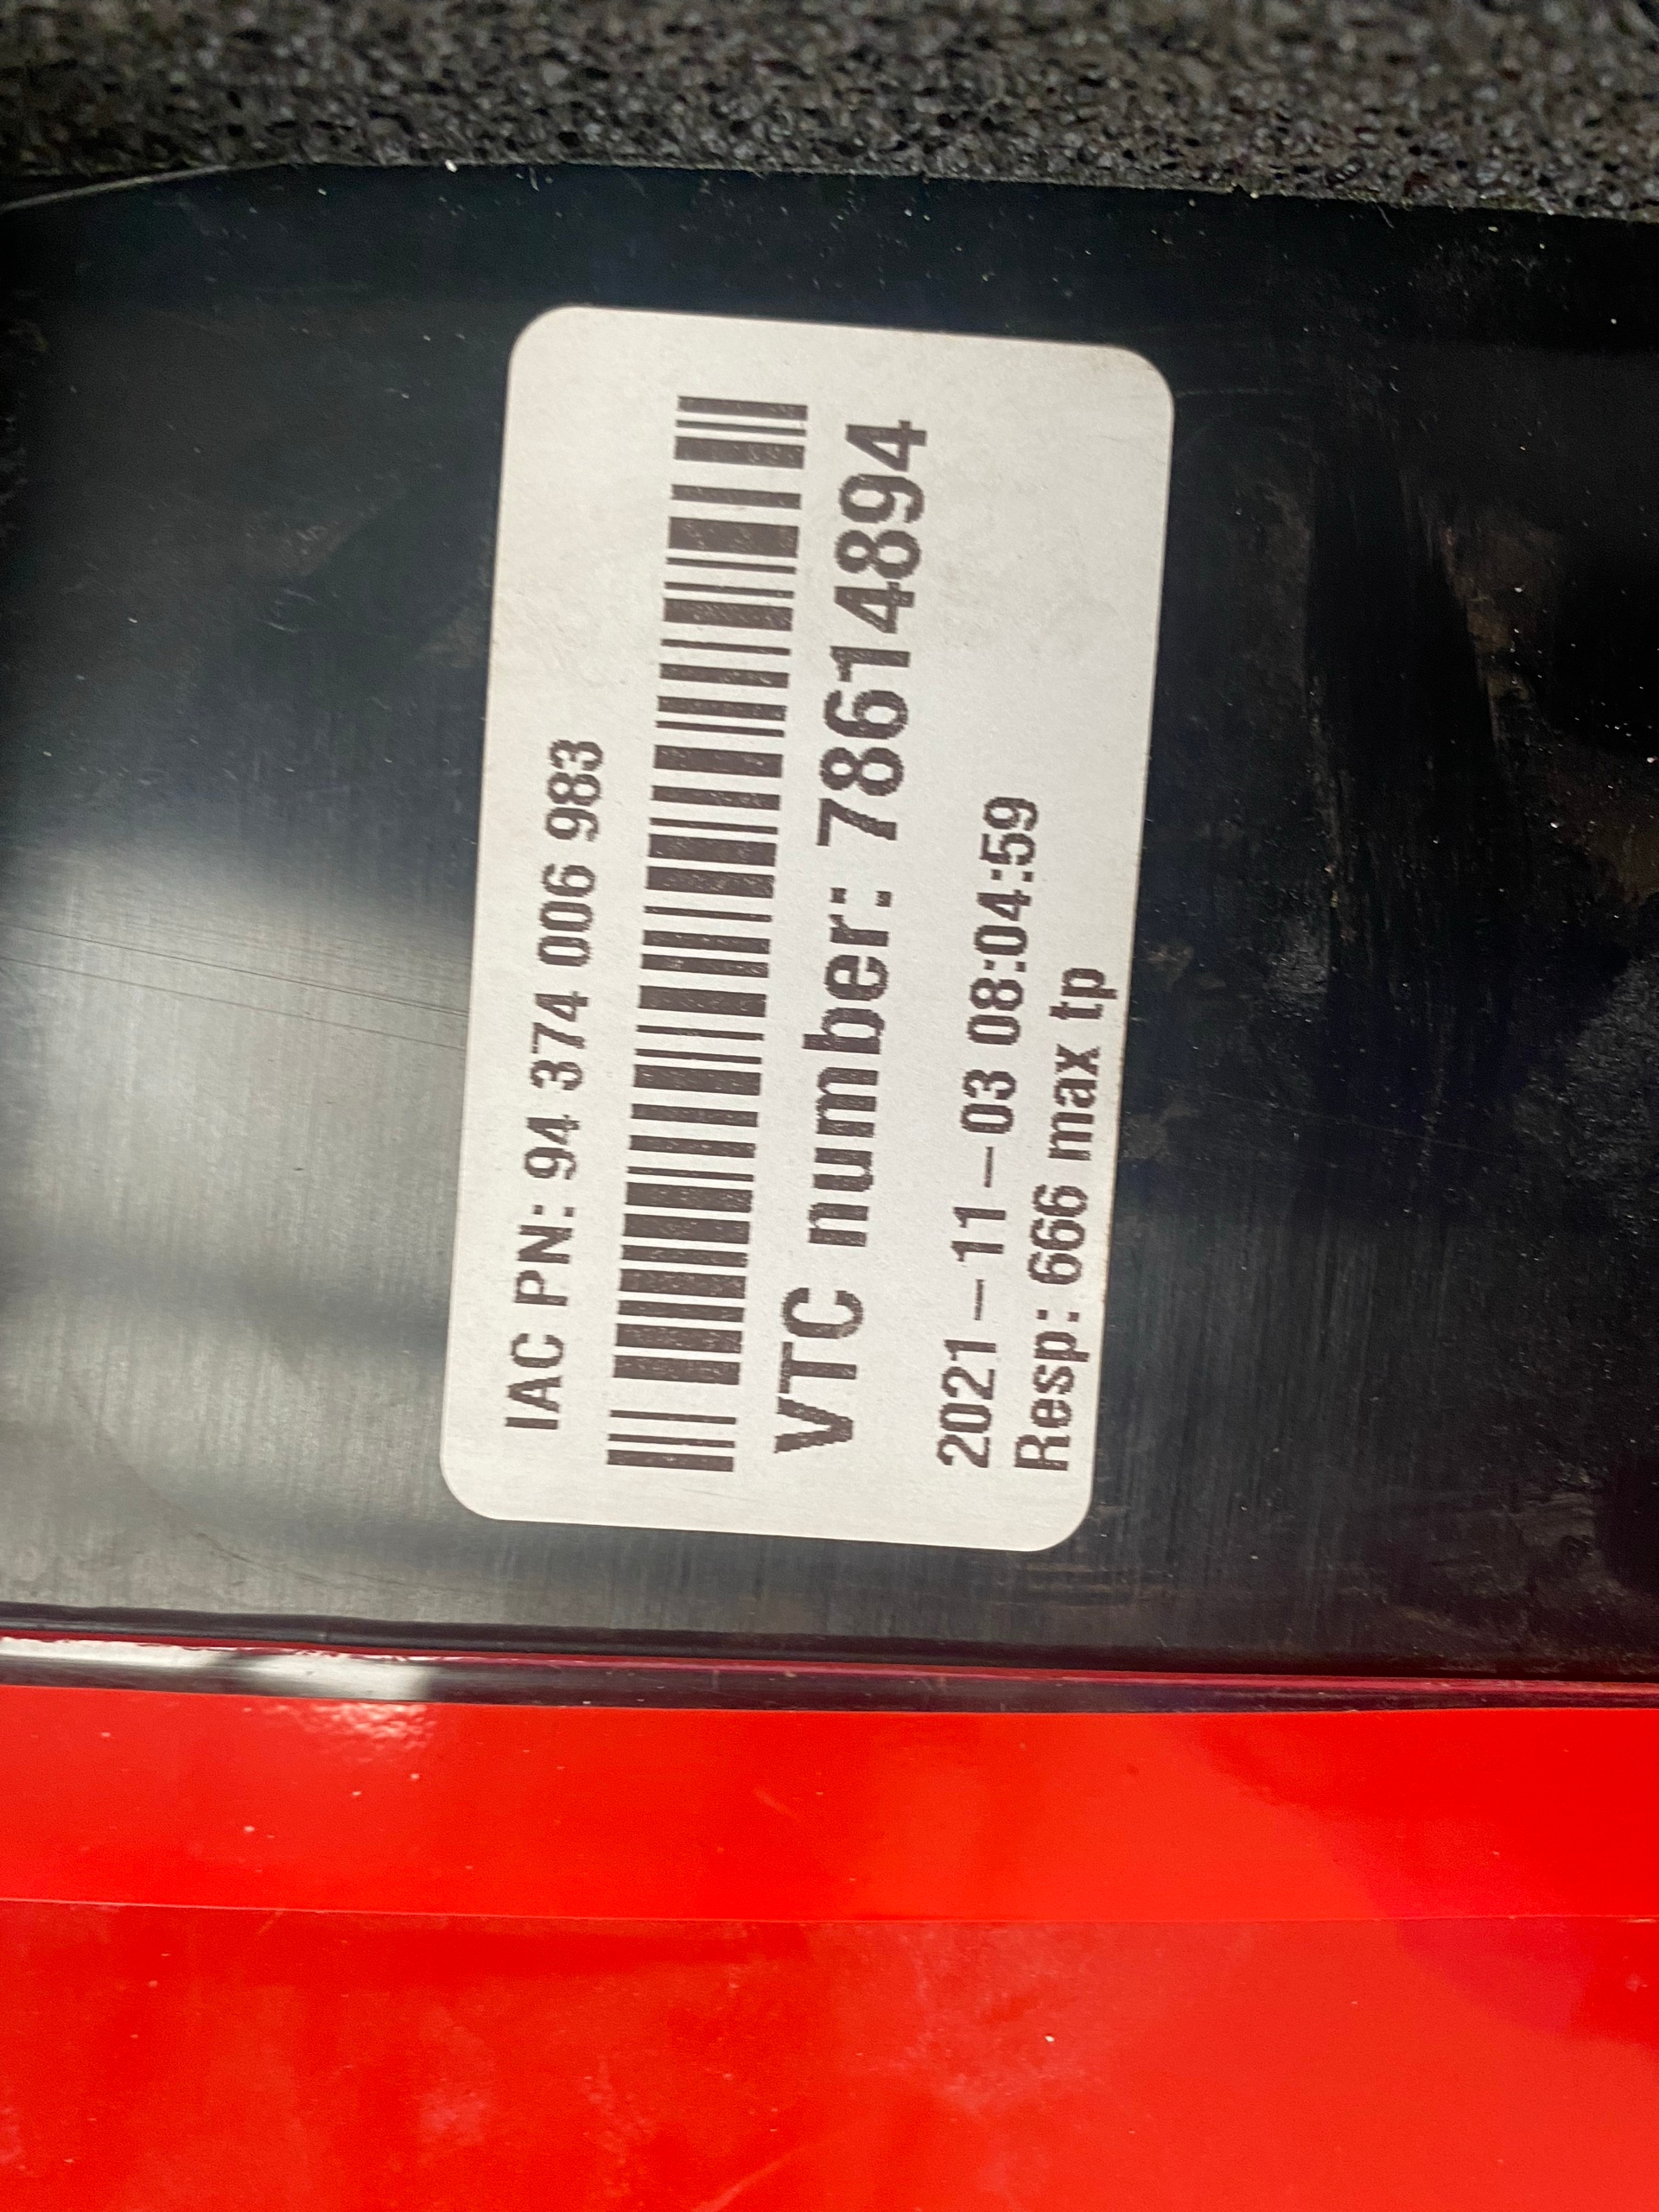 IAC PN: 94 374 006 983
VTC number: 78614894
2021-11-03 08:04:59
Resp: 666 max tp